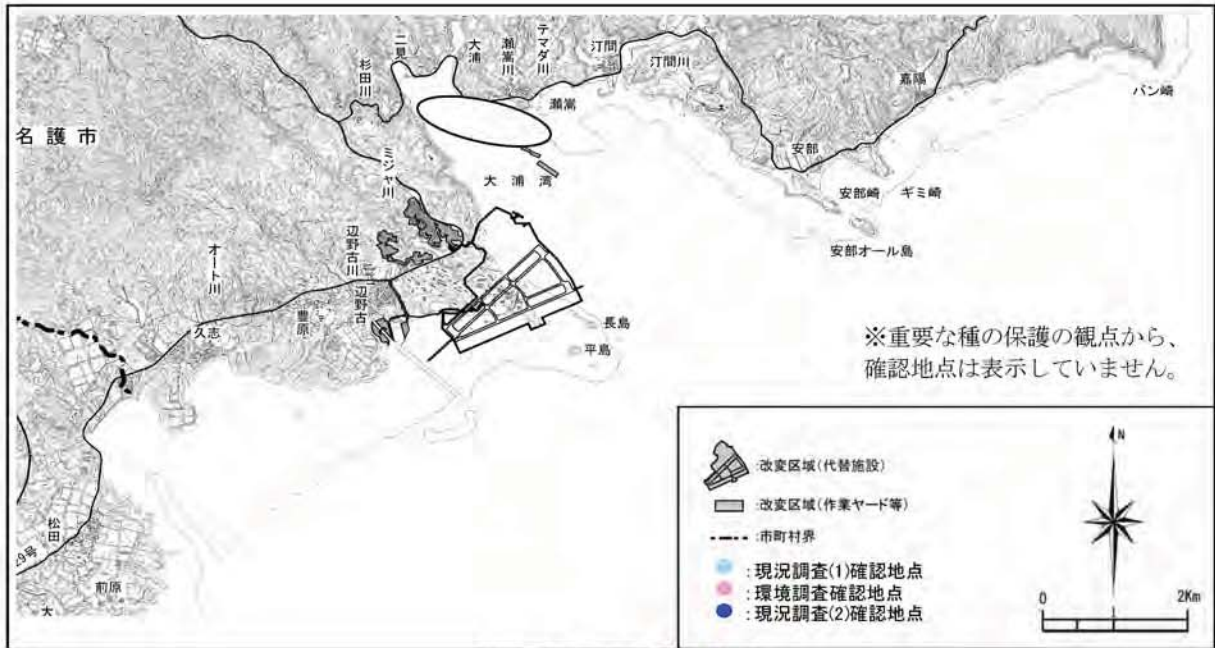 名護市
杉田川
二見
大浦
瀬嵩川
テマダ川
汀間
汀間川
瀬嵩
嘉陽
バン崎
安部
安部崎
ギミ崎
安部オール島
大浦湾
ミジャ川
辺野古川
辺野古
オート川
豊原
久志
長島
平島
松田
29号
前原
大
※重要な種の保護の観点から、
確認地点は表示していません。
:改変区域(代替施設)
:改変区域(作業ヤード等)
:市町村界
:現況調査(1)確認地点
:環境調査確認地点
:現況調査(2)確認地点
N
0 2Km